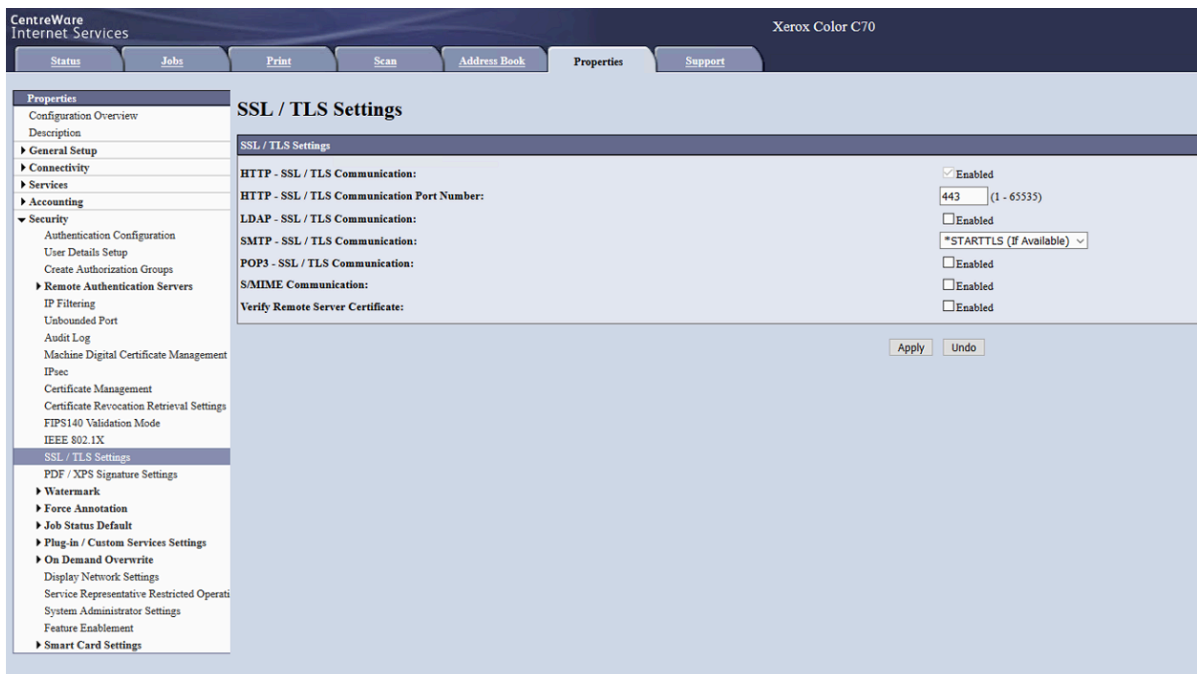 CentreWare
Internet Services
Xerox Color C70
Status
Jobs
Print
Scan
Address Book
Properties
Support
Properties
Configuration Overview
Description
General Setup
Connectivity
Services
Accounting
Security
Authentication Configuration
User Details Setup
Create Authorization Groups
Remote Authentication Servers
IP Filtering
Unbounded Port
Audit Log
Machine Digital Certificate Management
IPsec
Certificate Management
Certificate Revocation Retrieval Settings
FIPS140 Validation Mode
IEEE 802.1X
SSL / TLS Settings
PDF / XPS Signature Settings
Watermark
Force Annotation
Job Status Default
Plug-in / Custom Services Settings
On Demand Overwrite
Display Network Settings
Service Representative Restricted Operati
System Administrator Settings
Feature Enablement
Smart Card Settings
SSL / TLS Settings
SSL / TLS Settings
HTTP - SSL / TLS Communication: Enabled
HTTP - SSL / TLS Communication Port Number: 443 (1 - 65535)
LDAP - SSL / TLS Communication: Enabled
SMTP - SSL / TLS Communication: *STARTTLS (If Available)
POP3 - SSL / TLS Communication: Enabled
S/MIME Communication: Enabled
Verify Remote Server Certificate: Enabled
Apply Undo